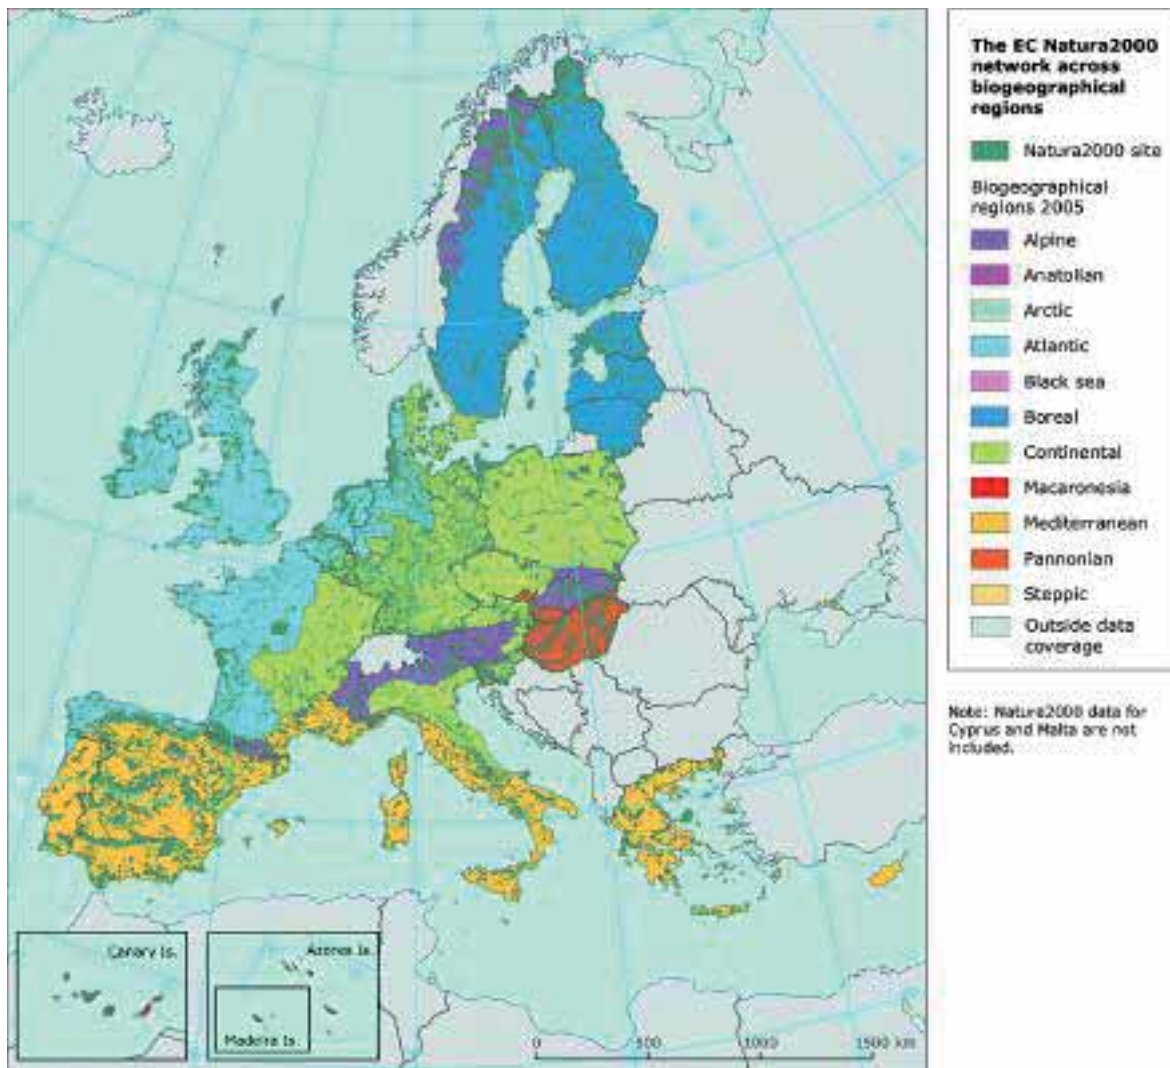 The EC Natura2000
network across
biogeographical
regions
Natura2000 site
Biogeographical
regions 2005
Alpine
Anatolian
Arctic
Atlantic
Black sea
Boreal
Continental
Macaronesia
Mediterranean
Pannonian
Steppic
Outside data
coverage
Note: Natura2000 data for
Cyprus and Malta are not
included.
Canary Is.
Azores Is.
Madeira Is.
0 500 1000 1500 km